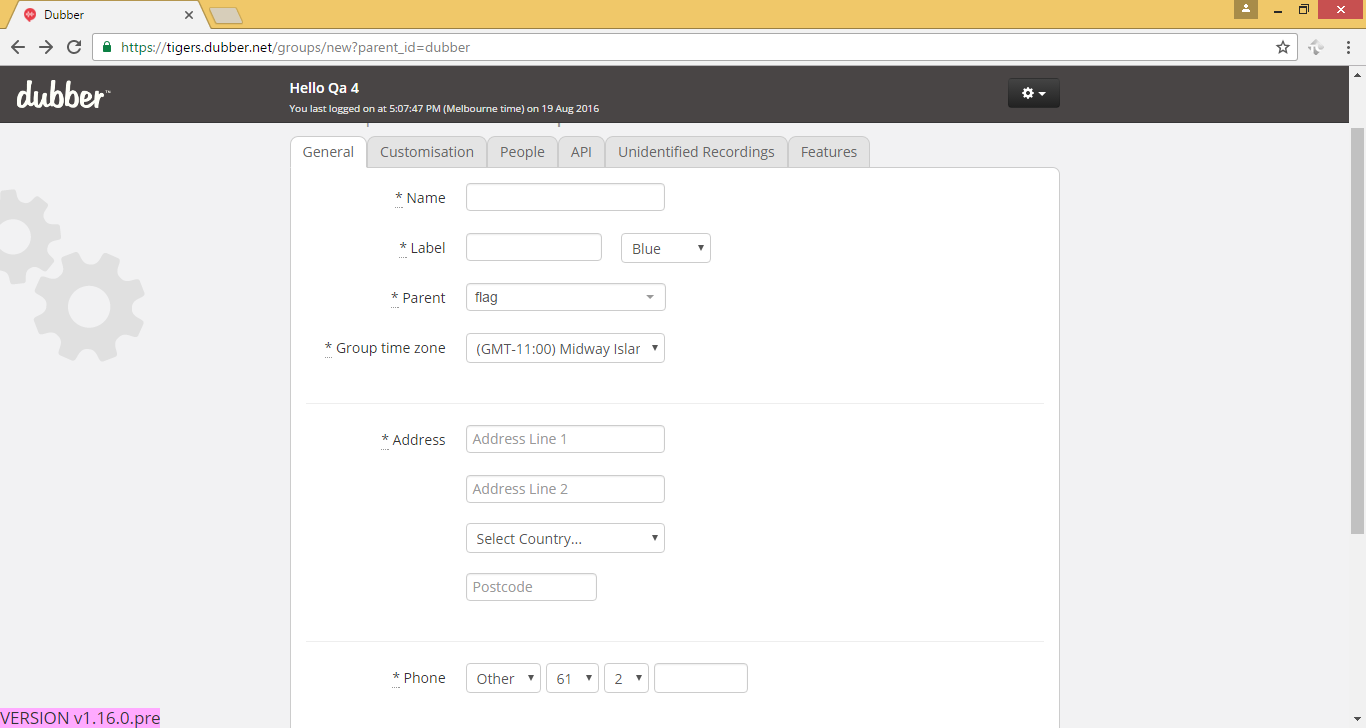 Dubber
https://tigers.dubber.net/groups/new?parent_id=dubber
dubber™
Hello Qa 4
You last logged on at 5:07:47 PM (Melbourne time) on 19 Aug 2016
General Customisation People API Unidentified Recordings Features
* Name
* Label Blue
* Parent flag
* Group time zone (GMT-11:00) Midway Islar
* Address Address Line 1
Address Line 2
Select Country...
Postcode
* Phone Other 61 2
VERSION v1.16.0.pre